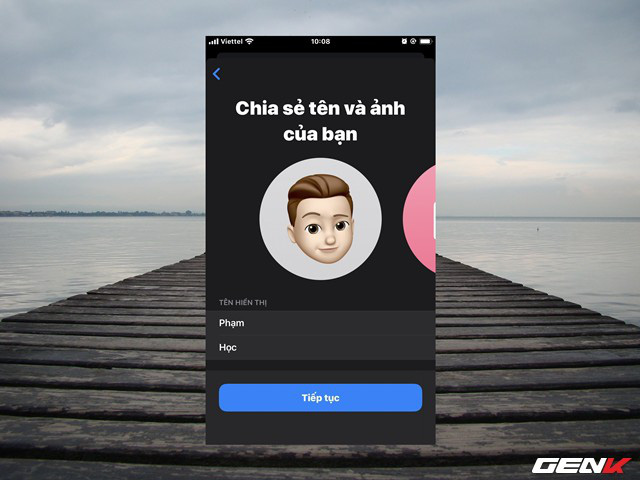 Viettel
10:08
Chia sẻ tên và ảnh
của bạn
TÊN HIỂN THỊ
Phạm
Học
Tiếp tục
GENK